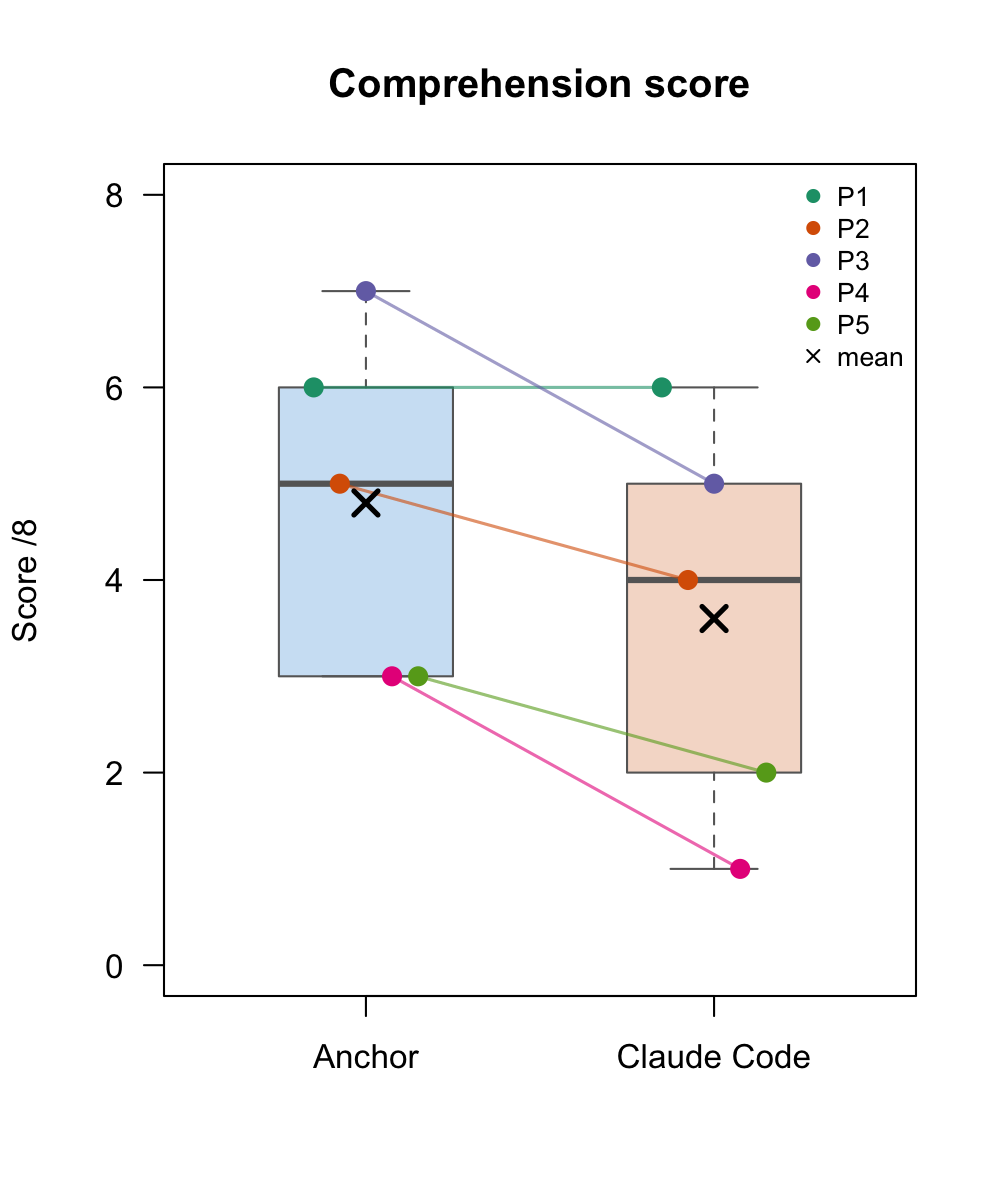 Comprehension score
Score /8
8
6
4
2
0
P1
P2
P3
P4
P5
mean
Anchor
Claude Code